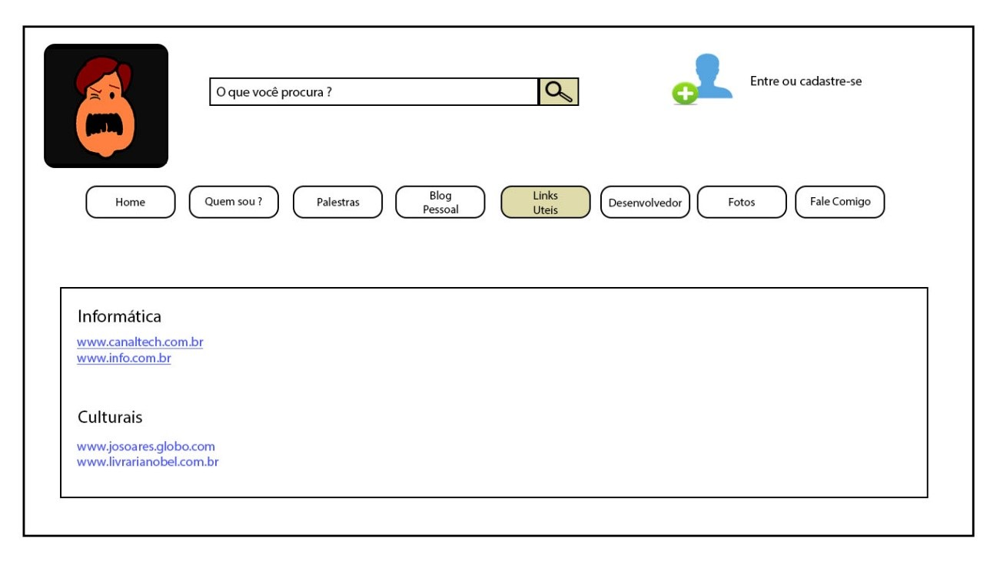 O que você procura ?
Entre ou cadastre-se
Home
Quem sou ?
Palestras
Blog
Pessoal
Links
Uteis
Desenvolvedor
Fotos
Fale Comigo
Informática
www.canaltech.com.br
www.info.com.br
Culturais
www.josoares.globo.com
www.livrarianobel.com.br